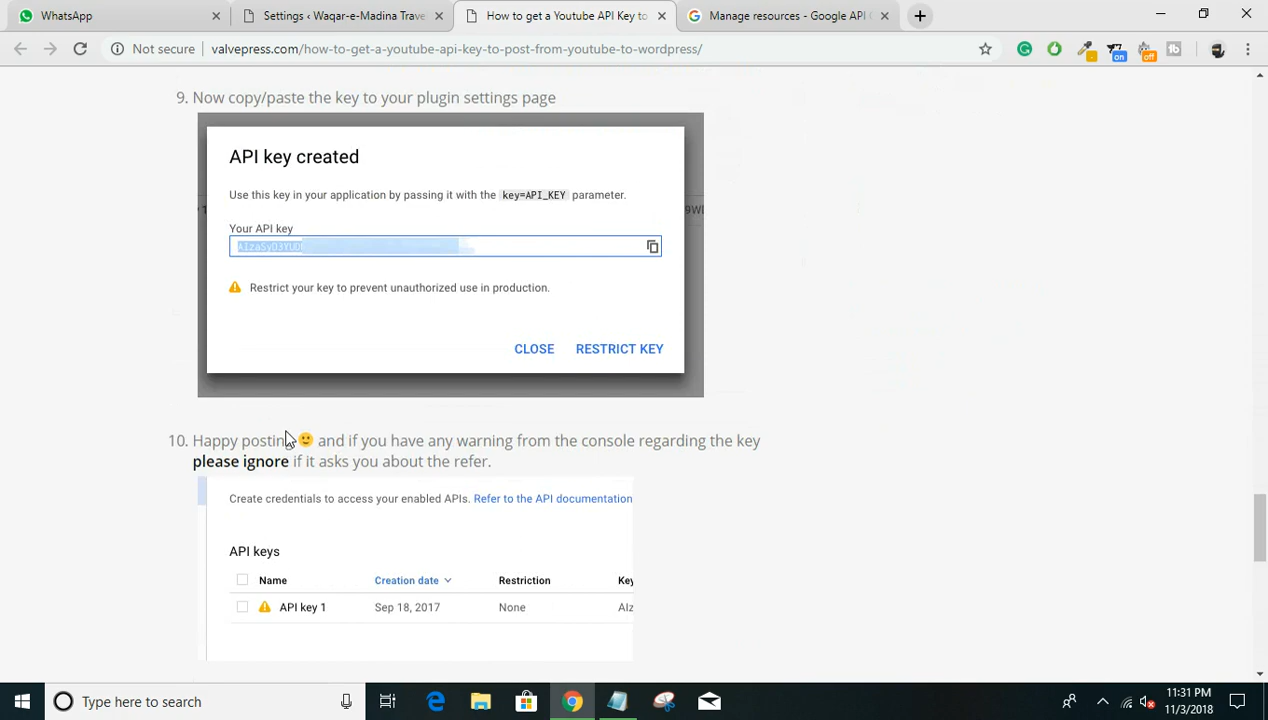 WhatsApp
Settings ‹ Waqar-e-Madina Trave
How to get a Youtube API Key to
Manage resources - Google API C
Not secure
valvepress.com/how-to-get-a-youtube-api-key-to-post-from-youtube-to-wordpress/
on
off
9. Now copy/paste the key to your plugin settings page
API key created
Use this key in your application by passing it with the key=API_KEY parameter.
Your API key
Restrict your key to prevent unauthorized use in production.
CLOSE RESTRICT KEY
10. Happy posting 🙂 and if you have any warning from the console regarding the key
please ignore if it asks you about the refer.
Create credentials to access your enabled APIs. Refer to the API documentation
API keys
Name Creation date Restriction Key
API key 1 Sep 18, 2017 None AIz
Type here to search
11:31 PM
11/3/2018